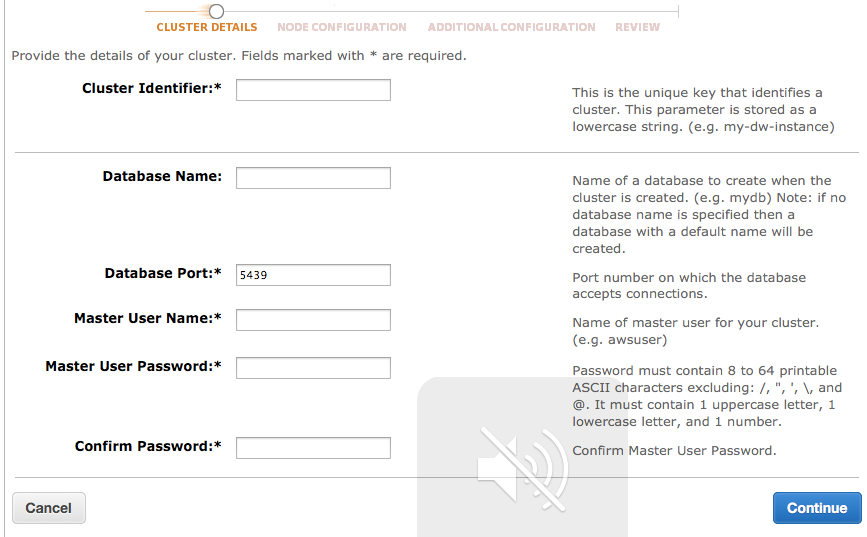 CLUSTER DETAILS NODE CONFIGURATION ADDITIONAL CONFIGURATION REVIEW
Provide the details of your cluster. Fields marked with * are required.
Cluster Identifier:*
This is the unique key that identifies a
cluster. This parameter is stored as a
lowercase string. (e.g. my-dw-instance)
Database Name:
Name of a database to create when the
cluster is created. (e.g. mydb) Note: if no
database name is specified then a
database with a default name will be
created.
Database Port:* 5439
Port number on which the database
accepts connections.
Master User Name:*
Name of master user for your cluster.
(e.g. awsuser)
Master User Password:*
Password must contain 8 to 64 printable
ASCII characters excluding: /, ", ', \, and
@. It must contain 1 uppercase letter, 1
lowercase letter, and 1 number.
Confirm Password:*
Confirm Master User Password.
Cancel Continue